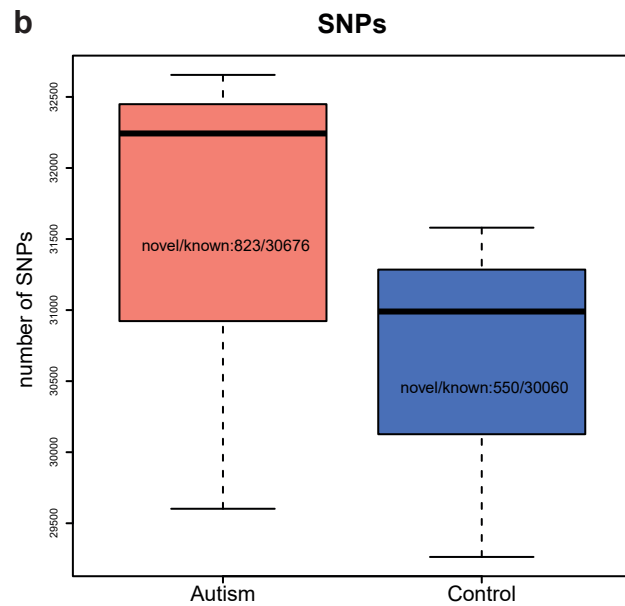 b
SNPs
number of SNPs
32500
32000
31500
31000
30500
30000
29500
novel/known:823/30676
novel/known:550/30060
Autism
Control